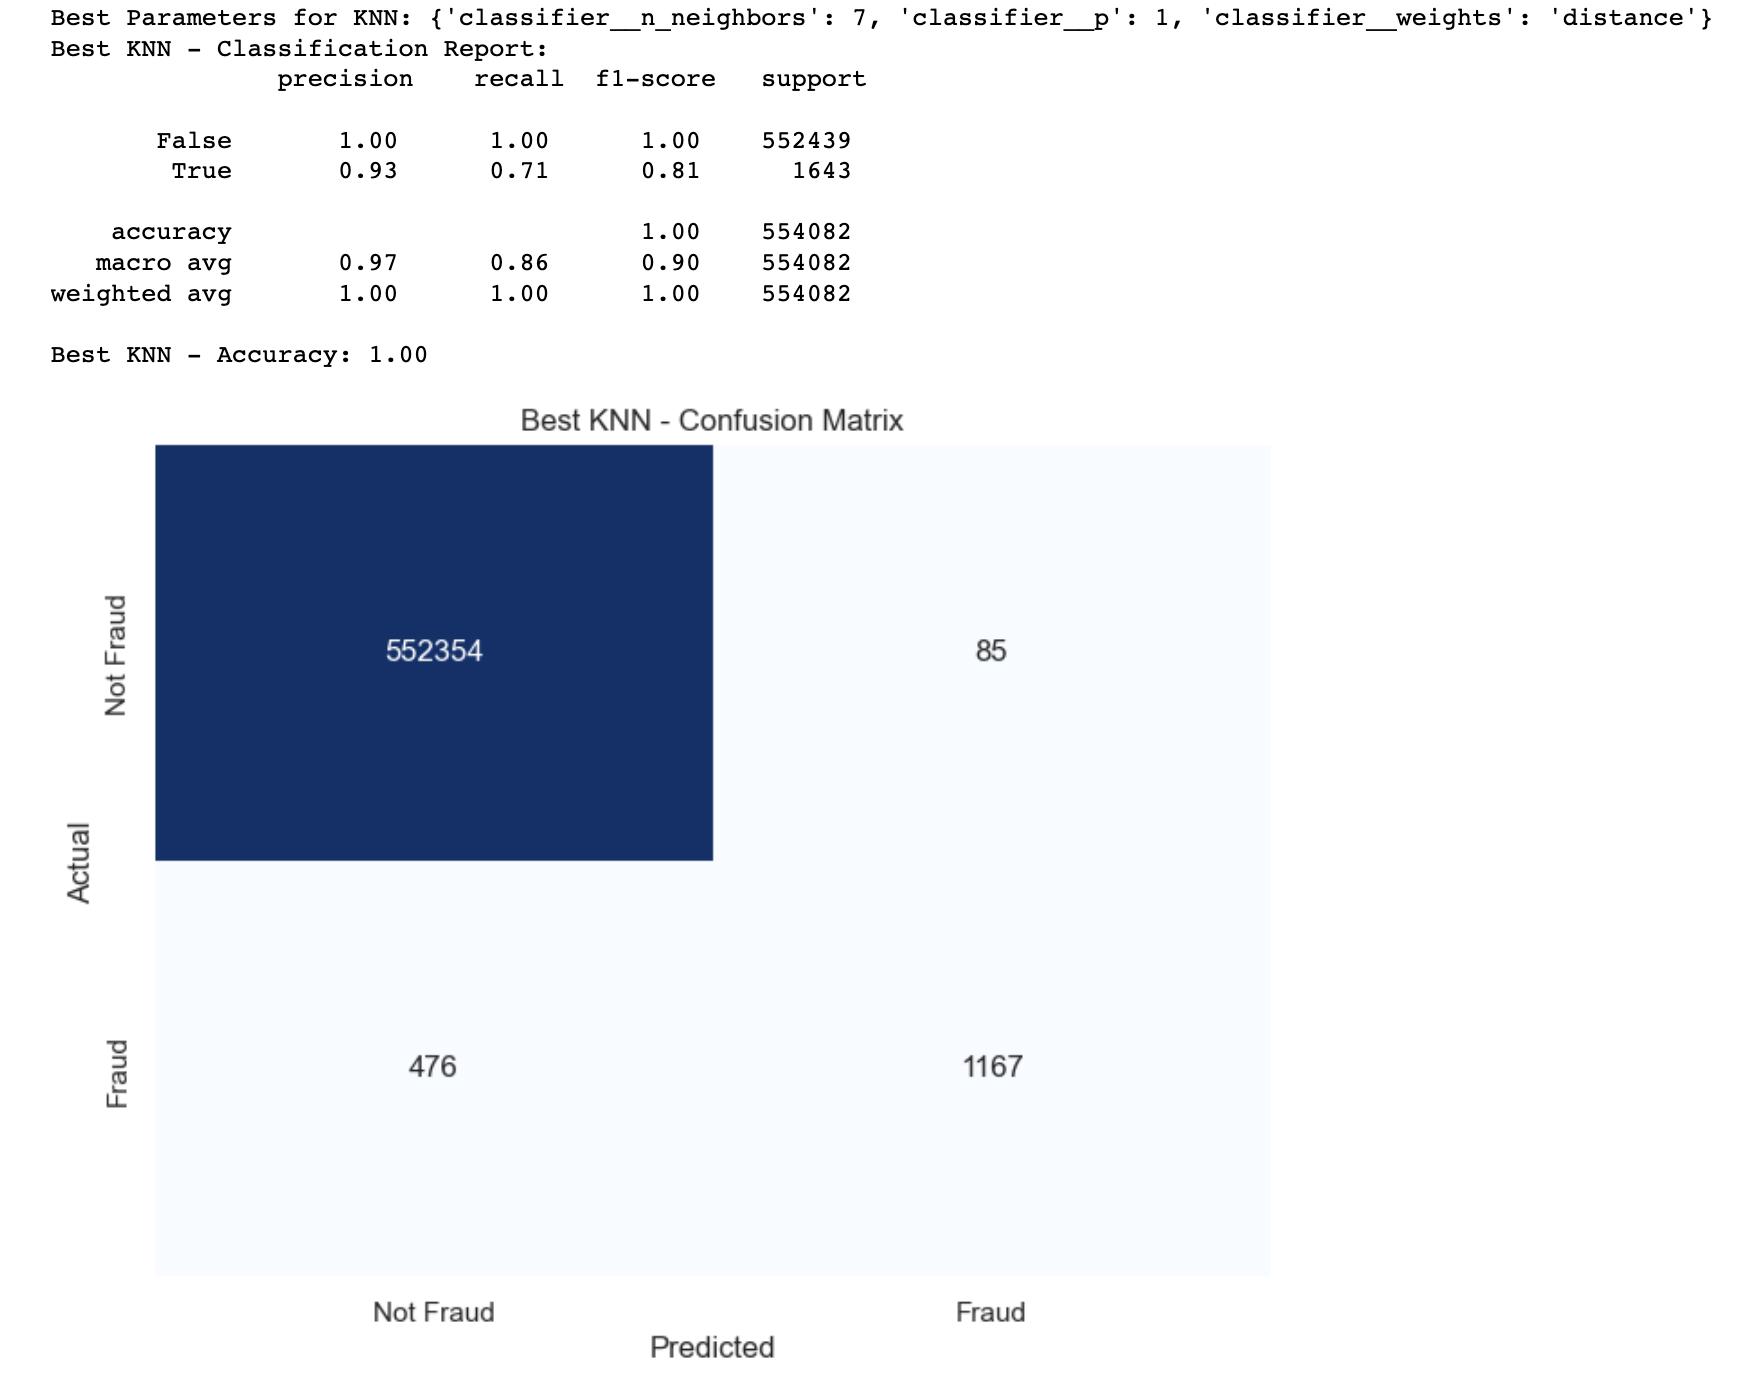 Best Parameters for KNN: {'classifier__n_neighbors': 7, 'classifier__p': 1, 'classifier__weights': 'distance'}
Best KNN – Classification Report:
precision recall f1-score support
False 1.00 1.00 1.00 552439
True 0.93 0.71 0.81 1643
accuracy 1.00 554082
macro avg 0.97 0.86 0.90 554082
weighted avg 1.00 1.00 1.00 554082
Best KNN – Accuracy: 1.00
Best KNN - Confusion Matrix
Actual
Not Fraud
552354 85
Fraud
476 1167
Not Fraud Fraud
Predicted